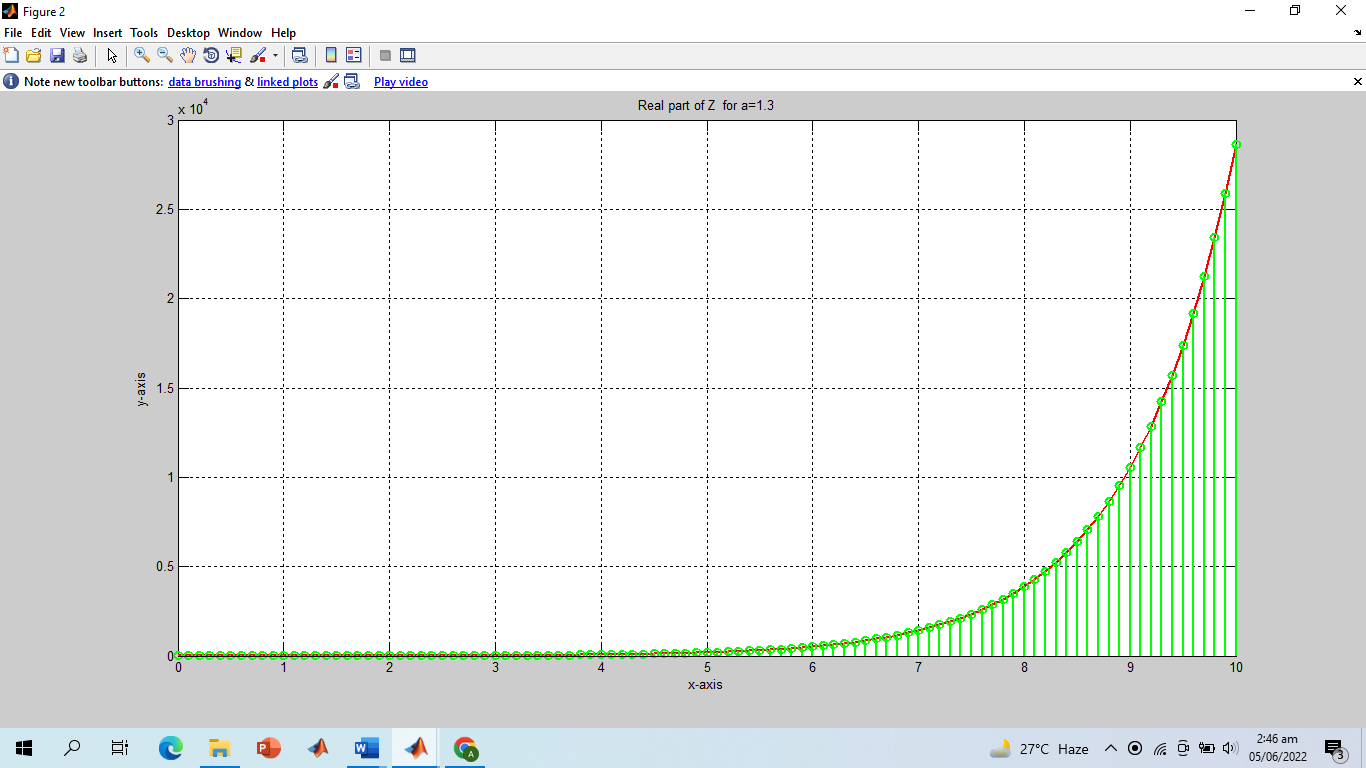 Figure 2
File Edit View Insert Tools Desktop Window Help
Note new toolbar buttons: data brushing & linked plots Play video
x 10^4
Real part of Z for a=1.3
3
2.5
2
1.5
1
0.5
0
y-axis
0 1 2 3 4 5 6 7 8 9 10
x-axis
27°C Haze
2:46 am
05/06/2022
3